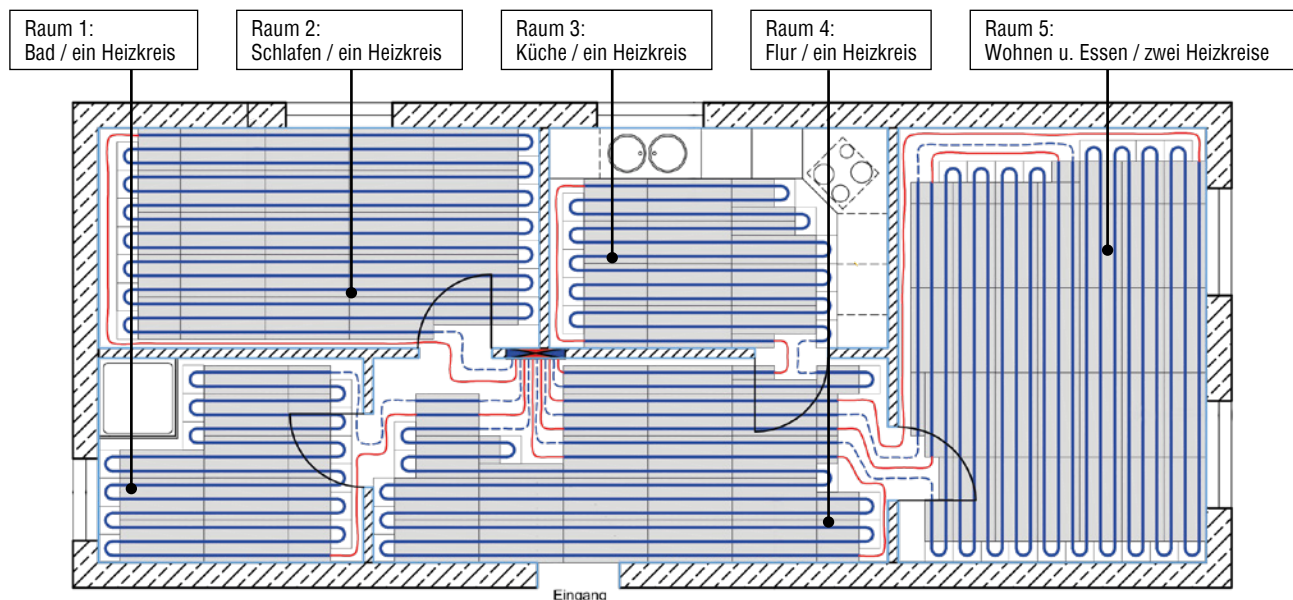 Raum 1:
Bad / ein Heizkreis
Raum 2:
Schlafen / ein Heizkreis
Raum 3:
Küche / ein Heizkreis
Raum 4:
Flur / ein Heizkreis
Raum 5:
Wohnen u. Essen / zwei Heizkreise
Eingang